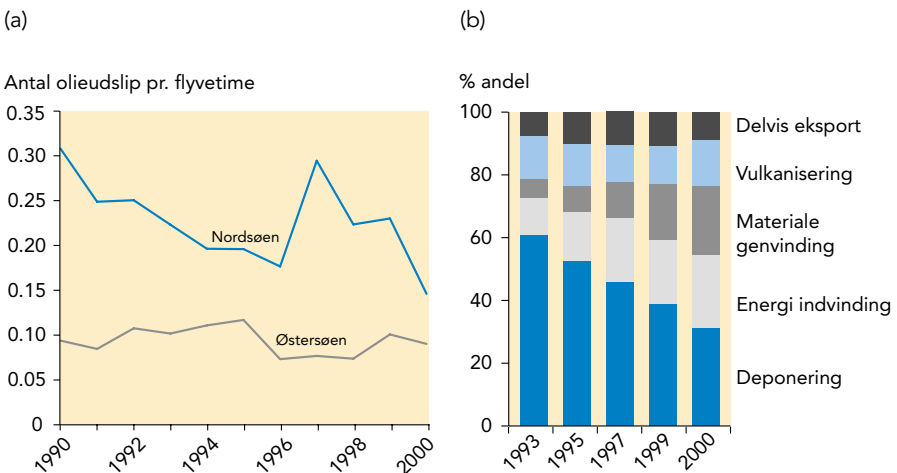 (a)
Antal olieudslip pr. flyvetime
0.35
0.30
0.25
0.20
0.15
0.10
0.05
0
Nordsøen
Østersøen
1990
1992
1994
1996
1998
2000
(b)
% andel
100
80
60
40
20
0
1993
1995
1997
1999
2000
Delvis eksport
Vulkanisering
Materiale
genvinding
Energi indvinding
Deponering